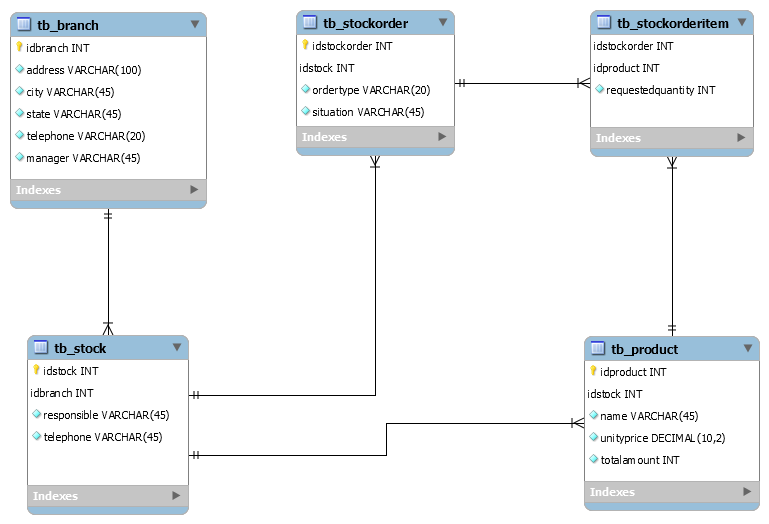 tb_branch
idbranch INT
address VARCHAR(100)
city VARCHAR(45)
state VARCHAR(45)
telephone VARCHAR(20)
manager VARCHAR(45)
Indexes
tb_stockorder
idstockorder INT
idstock INT
ordertype VARCHAR(20)
situation VARCHAR(45)
Indexes
tb_stockorderitem
idstockorder INT
idproduct INT
requestedquantity INT
Indexes
tb_stock
idstock INT
idbranch INT
responsible VARCHAR(45)
telephone VARCHAR(45)
Indexes
tb_product
idproduct INT
idstock INT
name VARCHAR(45)
unityprice DECIMAL(10,2)
totalamount INT
Indexes